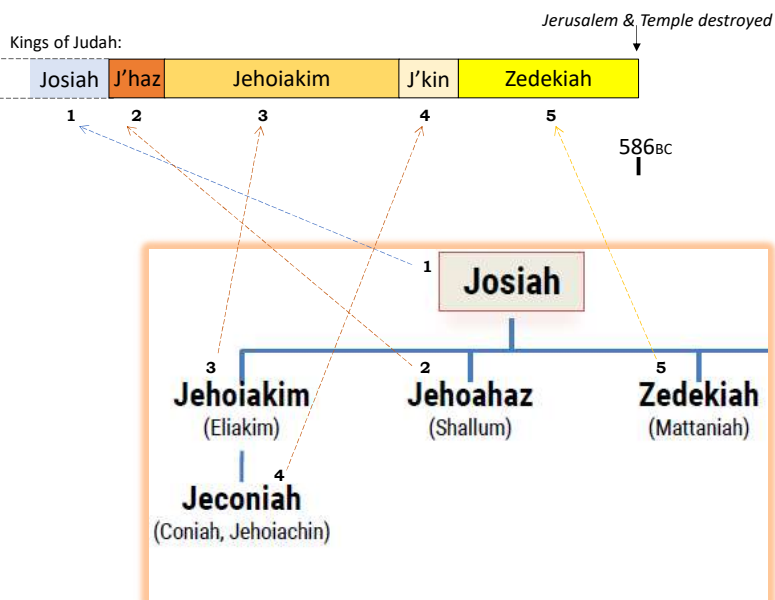 Jerusalem & Temple destroyed
Kings of Judah:
Josiah J’haz Jehoiakim J’kin Zedekiah
1 2 3 4 5
586BC
1 Josiah
3 2 5
Jehoiakim Jehoahaz Zedekiah
(Eliakim) (Shallum) (Mattaniah)
4
Jeconiah
(Coniah, Jehoiachin)